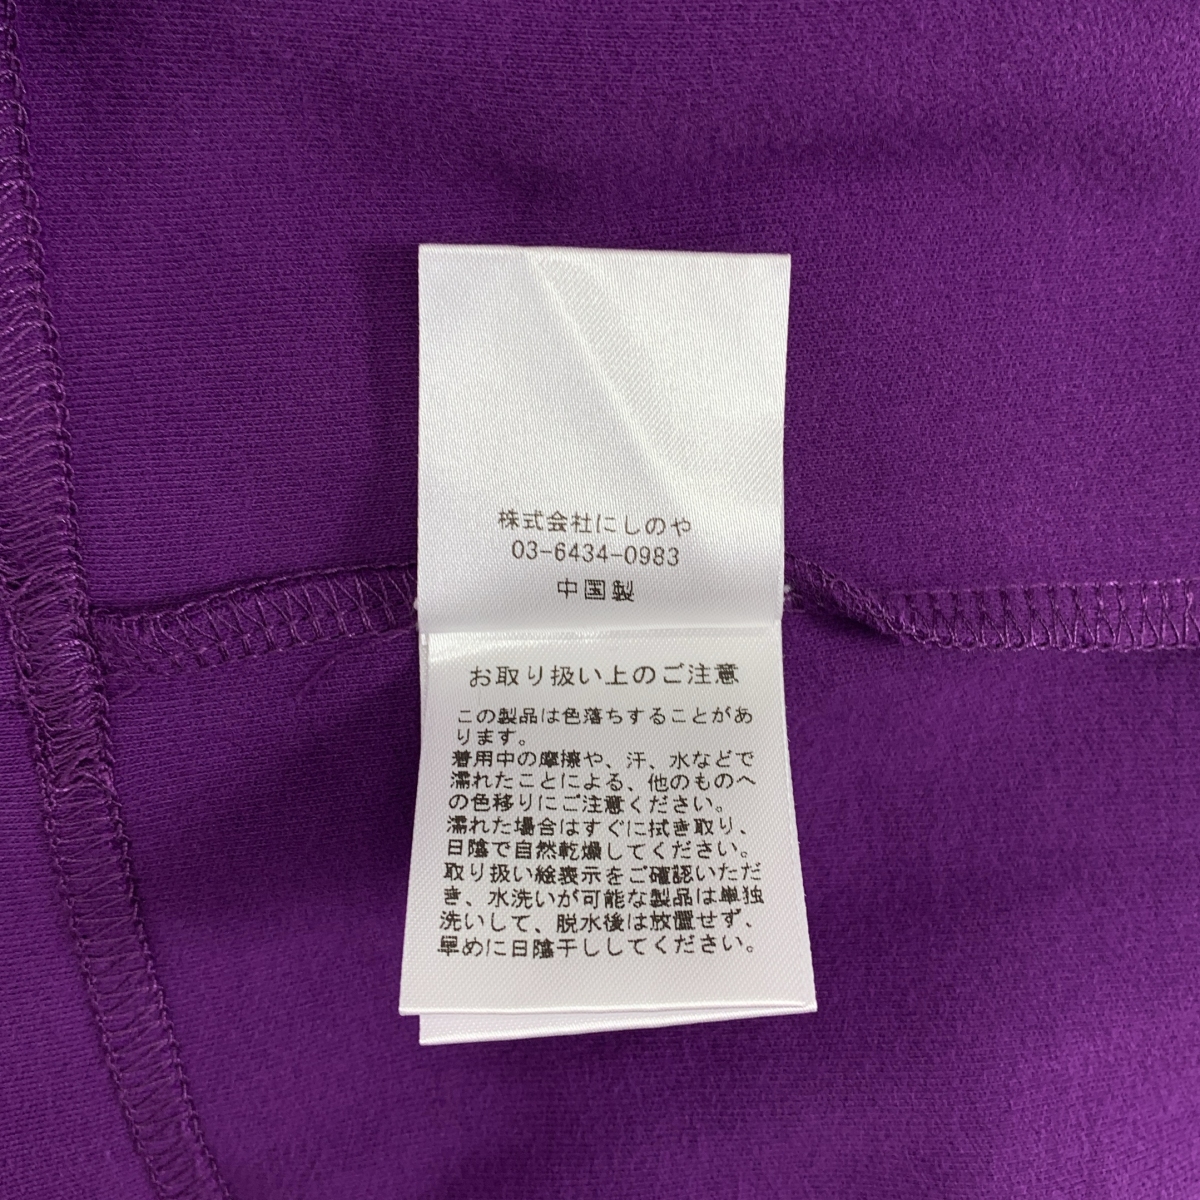 株式会社にしのや
03-6434-0983
中国製
お取り扱い上のご注意
この製品は色落ちすることがあ
ります。
着用中の摩擦や、汗、水などで
濡れたことによる、他のものへ
の色移りにご注意ください。
濡れた場合はすぐに拭き取り、
日陰で自然乾燥してください。
取り扱い絵表示をご確認いただ
き、水洗いが可能な製品は単独
洗いして、脱水後は放置せず、
早めに日陰干ししてください。